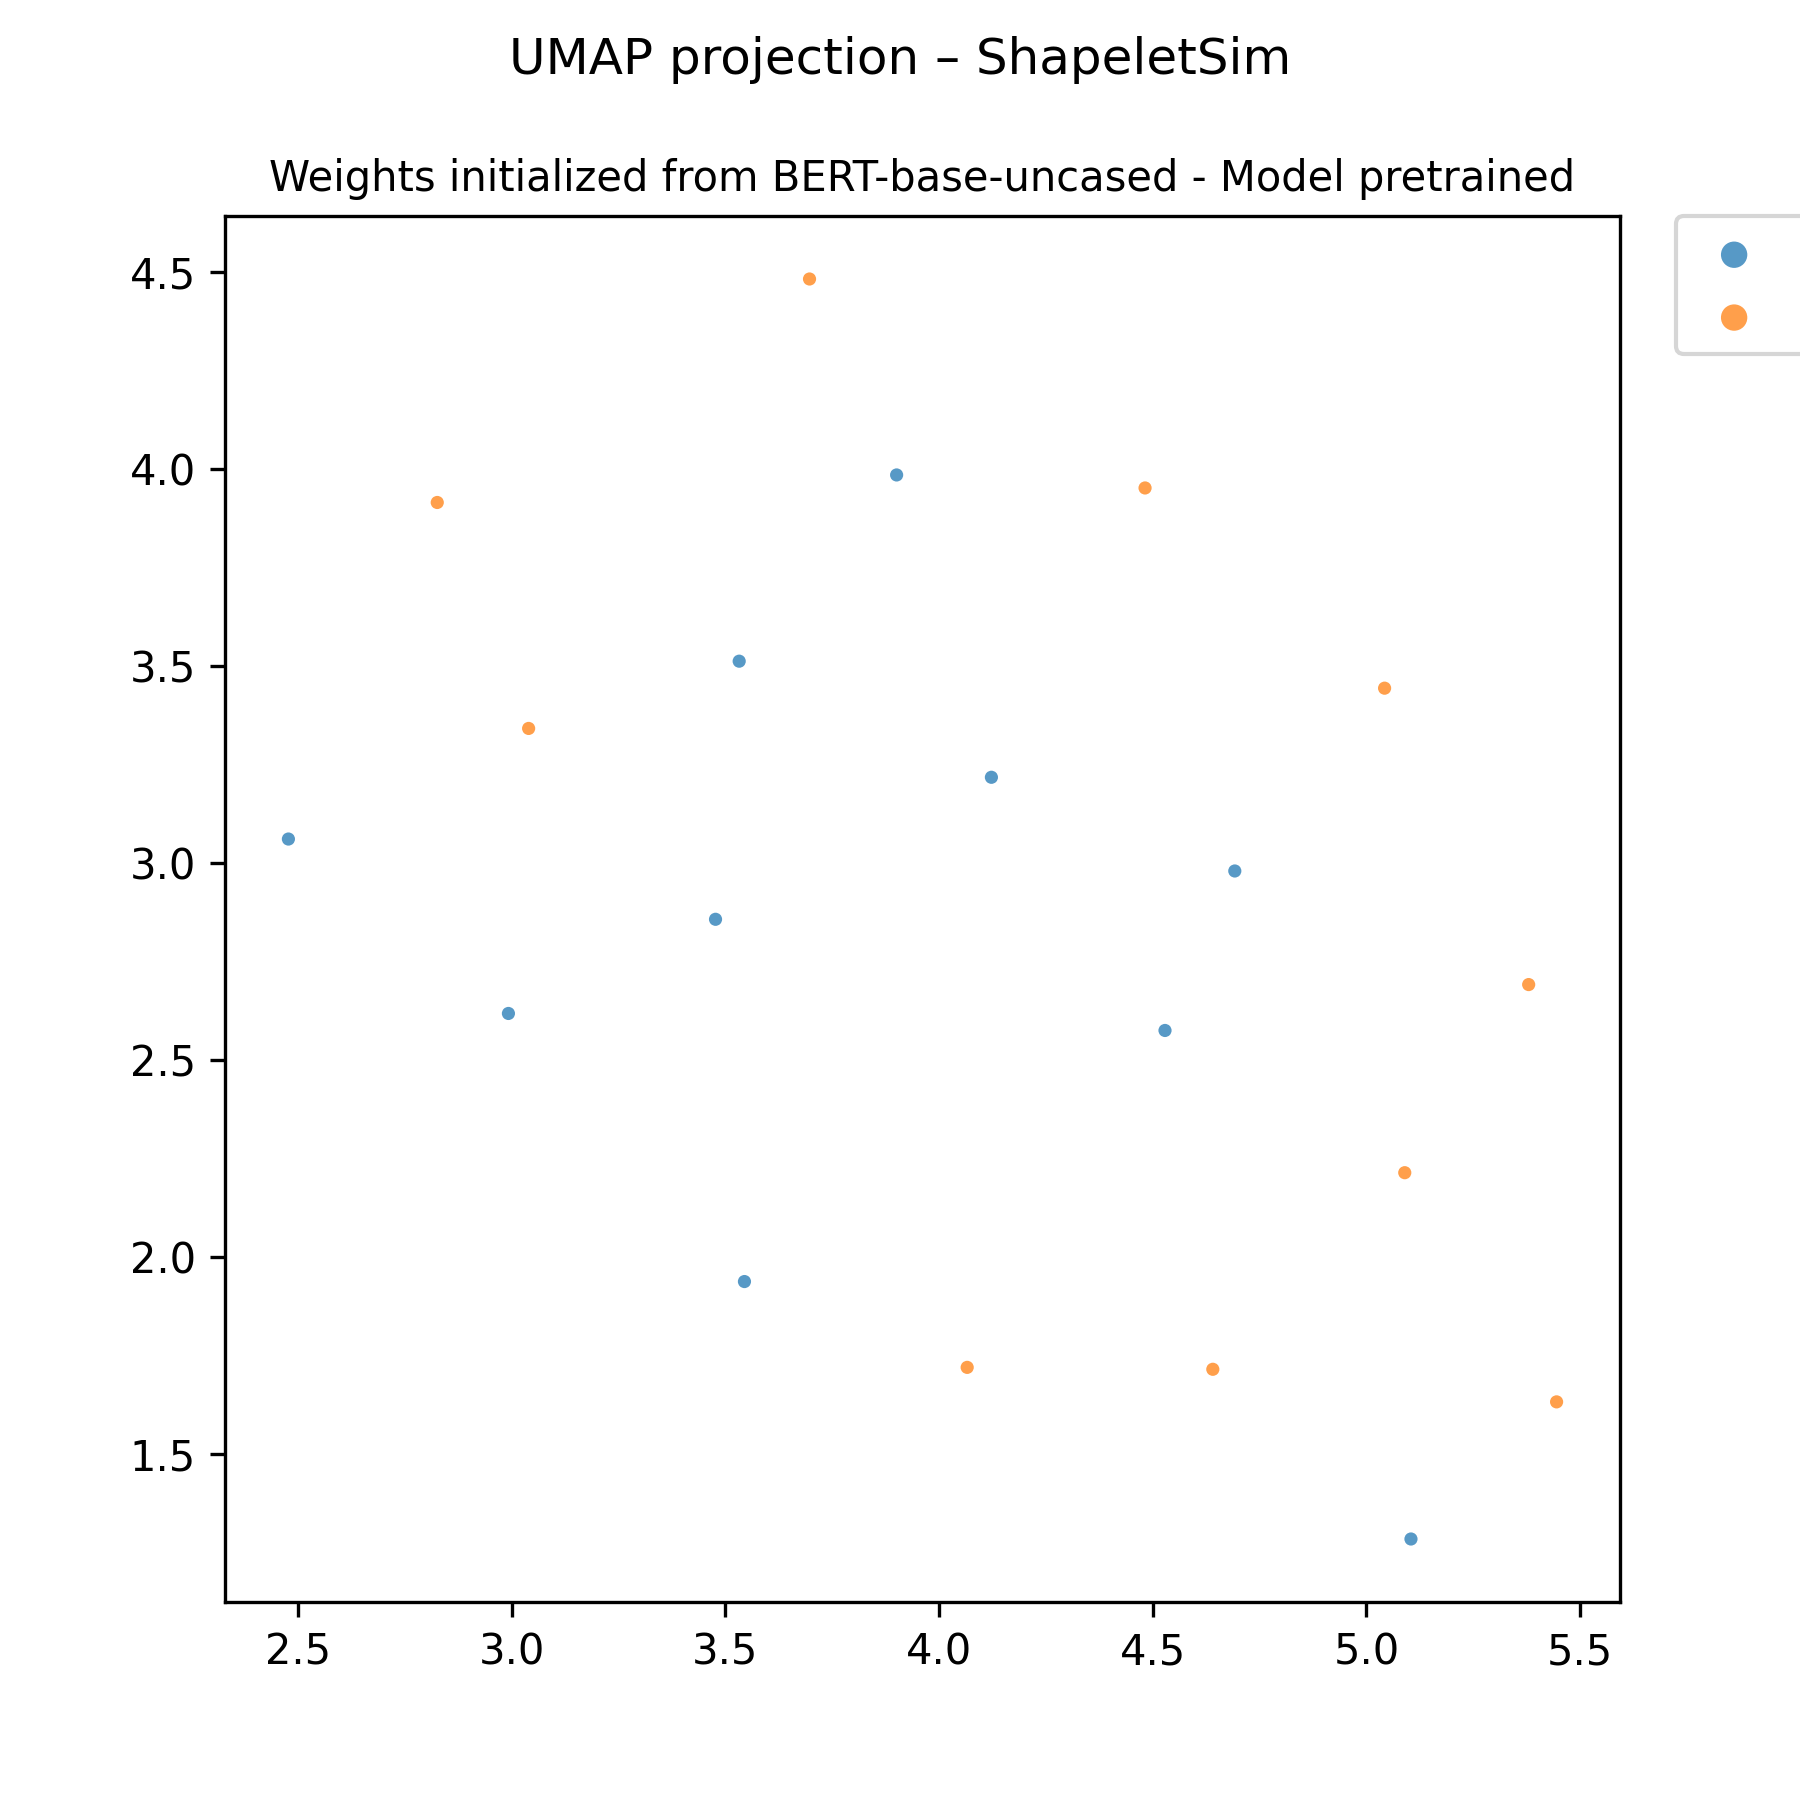 UMAP projection – ShapeletSim
Weights initialized from BERT-base-uncased - Model pretrained
4.5
4.0
3.5
3.0
2.5
2.0
1.5
2.5 3.0 3.5 4.0 4.5 5.0 5.5